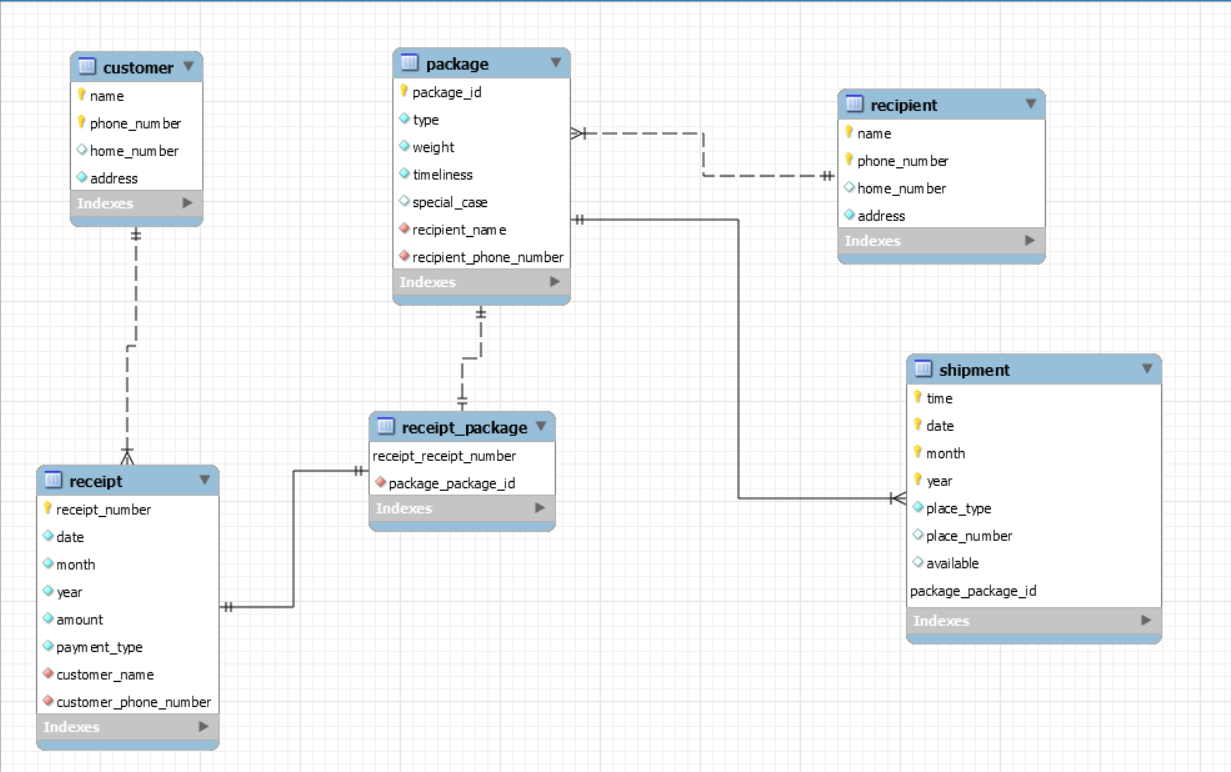 customer
name
phone_number
home_number
address
Indexes
package
package_id
type
weight
timeliness
special_case
recipient_name
recipient_phone_number
Indexes
recipient
name
phone_number
home_number
address
Indexes
receipt
receipt_number
date
month
year
amount
payment_type
customer_name
customer_phone_number
Indexes
receipt_package
receipt_receipt_number
package_package_id
Indexes
shipment
time
date
month
year
place_type
place_number
available
package_package_id
Indexes